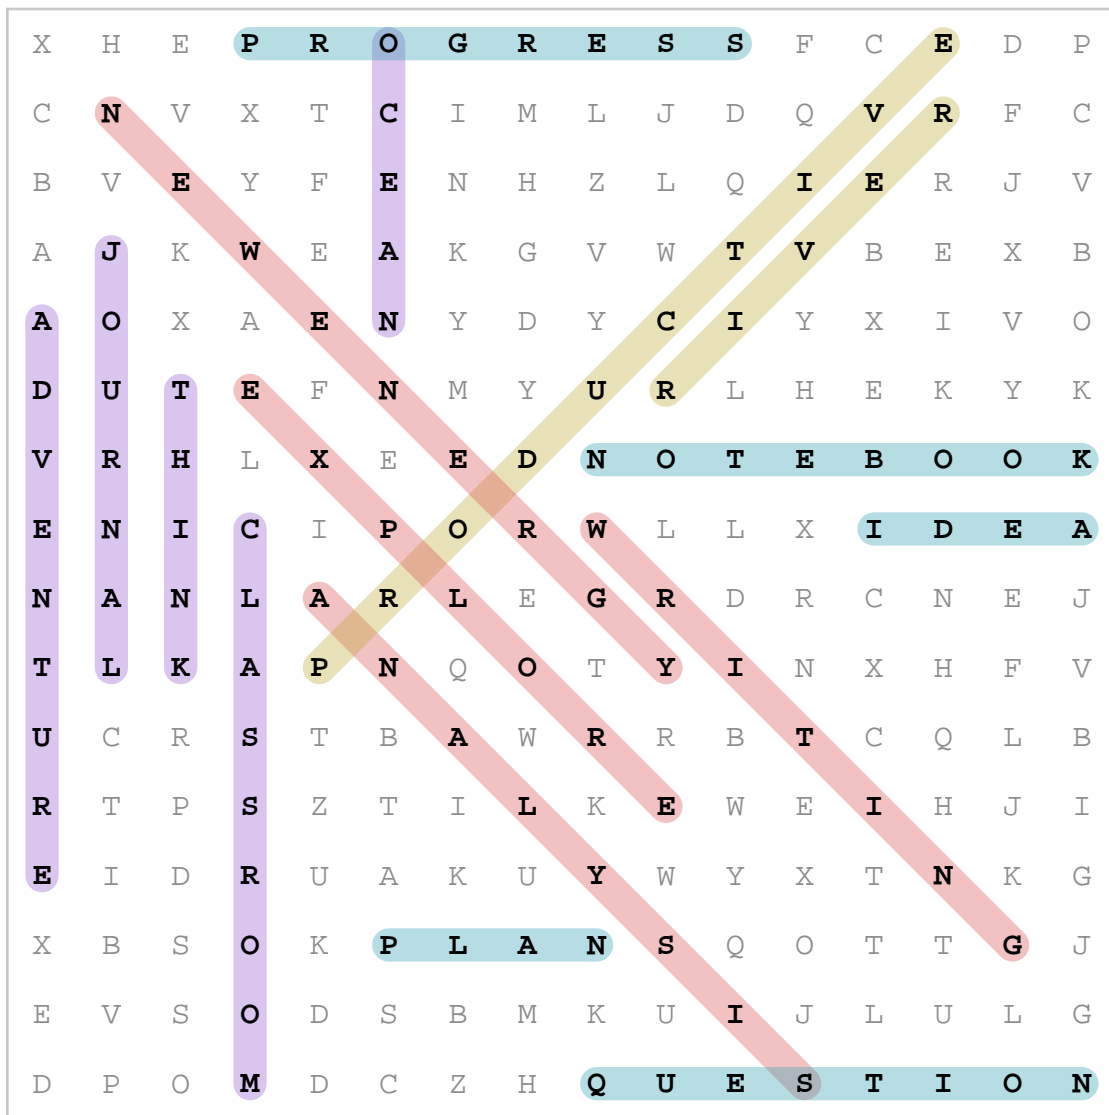 X H E P R O G R E S S F C E D P
C N V X T C I M L J D Q V R F C
B V E Y F E N H Z L Q I E R J V
A J K W E A K G V W T V B E X B
A O X A E N Y D Y C I Y X I V O
D U T E F N M Y U R L H E K Y K
V R H L X E E D N O T E B O O K
E N I C I P O R W L L X I D E A
N A N L A R L E G R D R C N E J
T L K A P N Q O T Y I N X H F V
U C R S T B A W R R B T C Q L B
R T P S Z T I L K E W E I H J I
E I D R U A K U Y W Y X T N K G
X B S O K P L A N S Q O T T G J
E V S O D S B M K U I J L U L G
D P O M D C Z H Q U E S T I O N